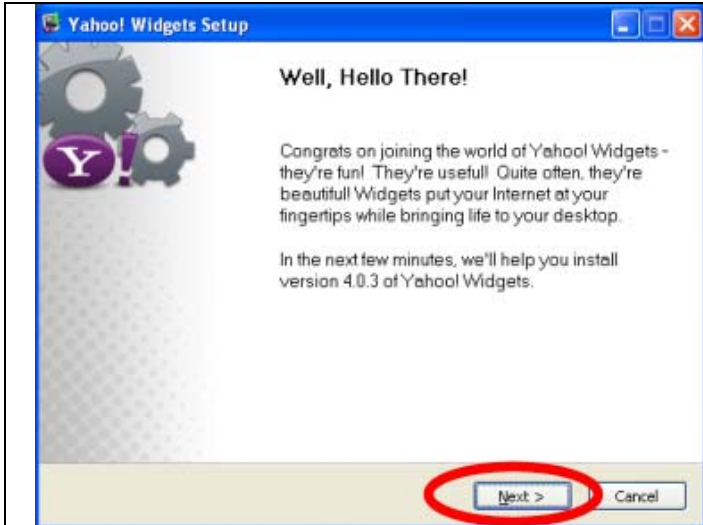 Yahoo! Widgets Setup
Well, Hello There!
Y!
Congrats on joining the world of Yahoo! Widgets -
they're fun! They're useful! Quite often, they're
beautiful! Widgets put your Internet at your
fingertips while bringing life to your desktop.
In the next few minutes, we'll help you install
version 4.0.3 of Yahoo! Widgets.
Next >
Cancel